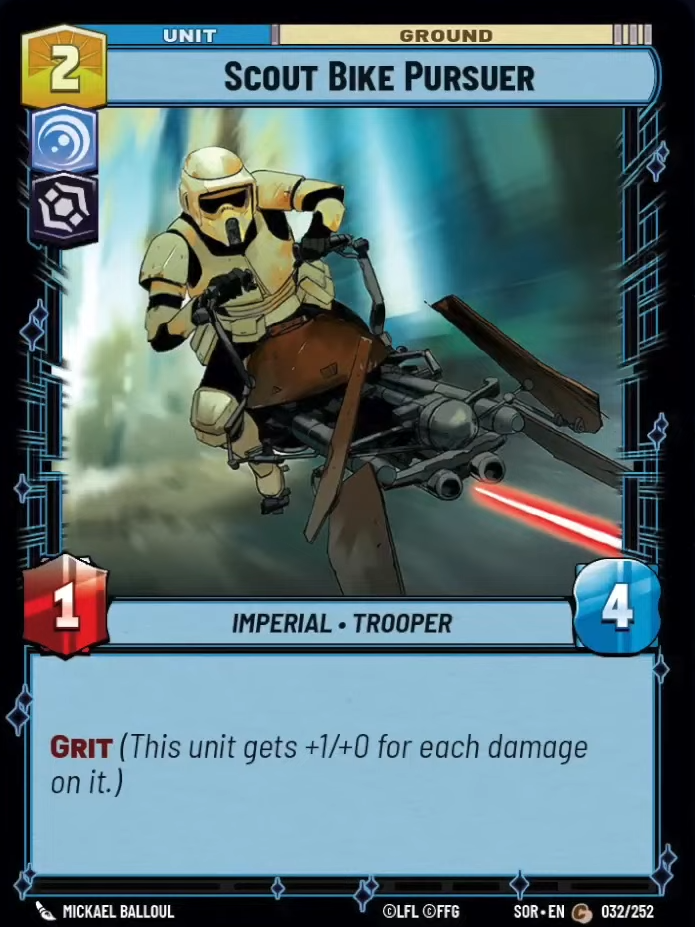 UNIT
GROUND
2
SCOUT BIKE PURSUER
1
IMPERIAL • TROOPER
4
GRIT (This unit gets +1/+0 for each damage
on it.)
MICKAEL BALLOUL
©LFL ©FFG
SOR • EN C 032/252